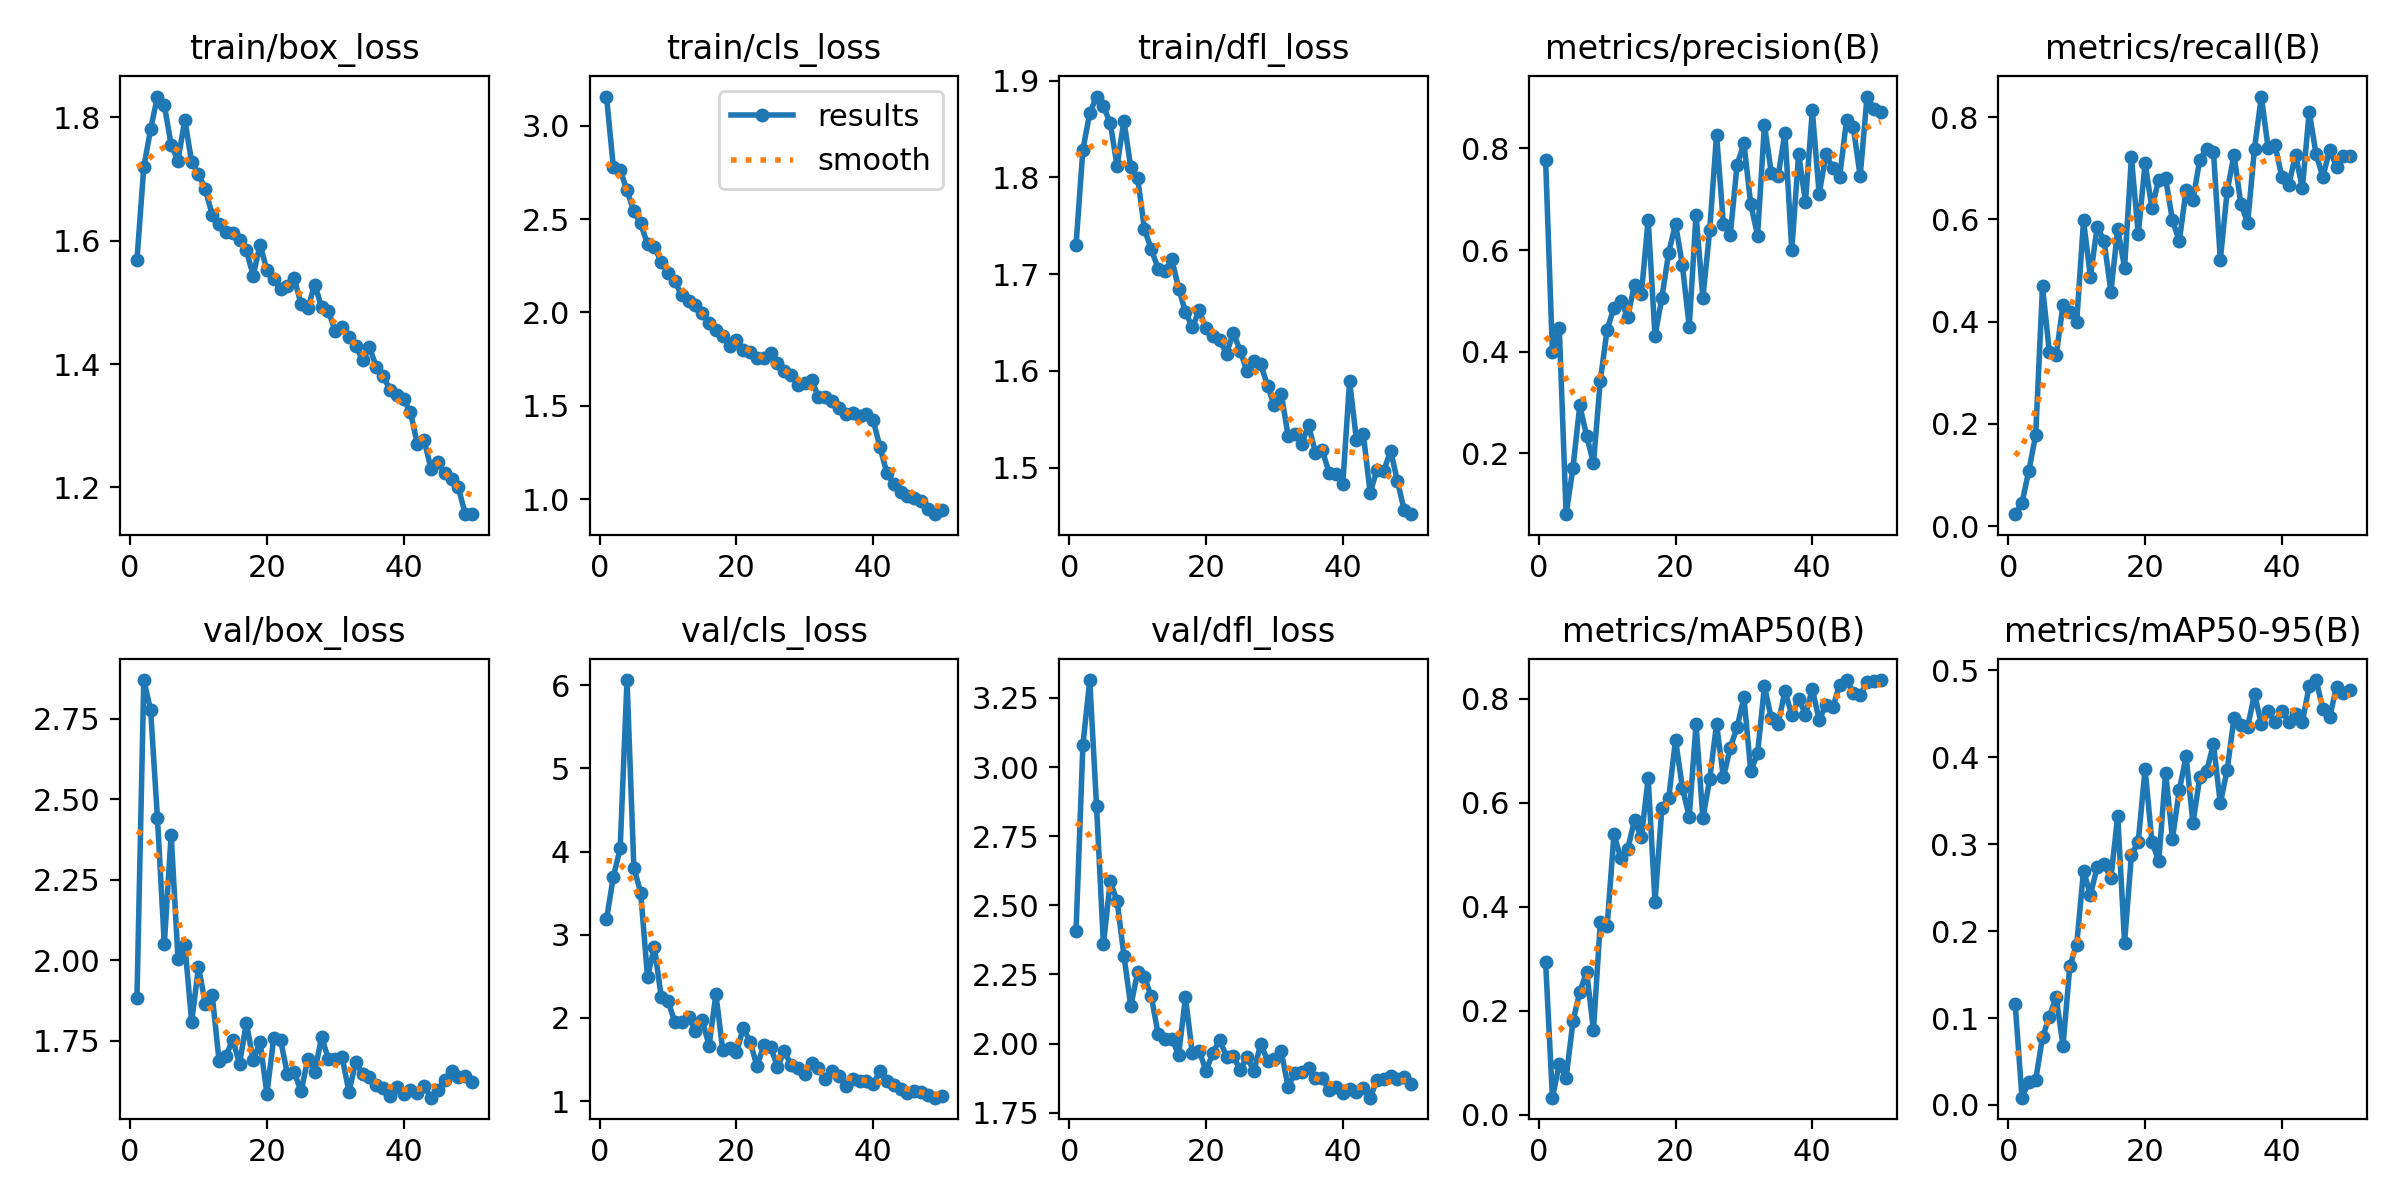 train/box_loss
train/cls_loss
train/dfl_loss
metrics/precision(B)
metrics/recall(B)
1.8
1.6
1.4
1.2
0 20 40
3.0
2.5
2.0
1.5
1.0
results
smooth
0 20 40
1.9
1.8
1.7
1.6
1.5
0 20 40
0.8
0.6
0.4
0.2
0 20 40
0.8
0.6
0.4
0.2
0.0
0 20 40
val/box_loss
val/cls_loss
val/dfl_loss
metrics/mAP50(B)
metrics/mAP50-95(B)
2.75
2.50
2.25
2.00
1.75
0 20 40
6
5
4
3
2
1
0 20 40
3.25
3.00
2.75
2.50
2.25
2.00
1.75
0 20 40
0.8
0.6
0.4
0.2
0.0
0 20 40
0.5
0.4
0.3
0.2
0.1
0.0
0 20 40